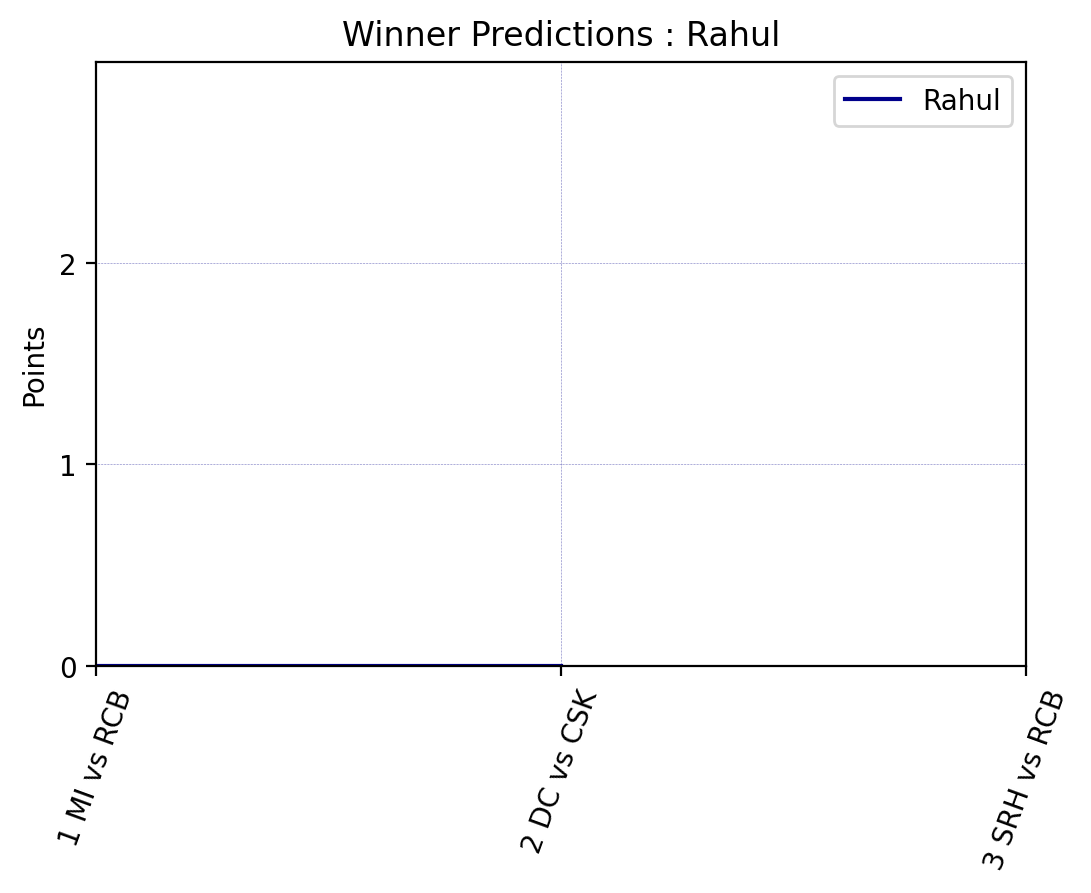 Winner Predictions : Rahul
Rahul
Points
2
1
0
1 MI vs RCB
2 DC vs CSK
3 SRH vs RCB